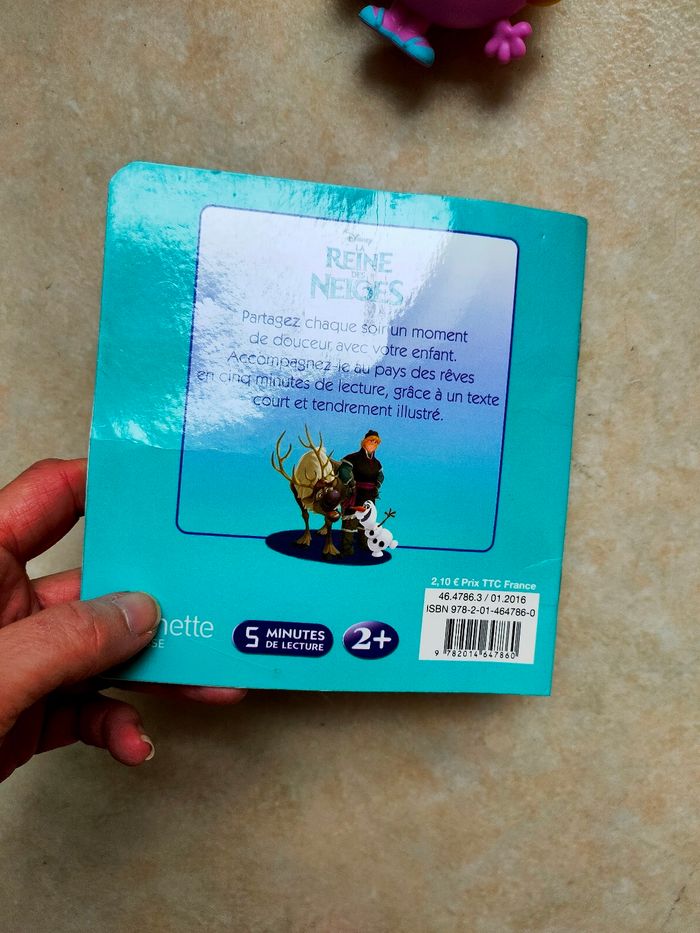 Disney
LA
REINE
DES
NEIGES
Partagez chaque soir un moment
de douceur avec votre enfant.
Accompagnez-le au pays des rêves
en cinq minutes de lecture, grâce à un texte
court et tendrement illustré.
2,10 € Prix TTC France
46.4786.3 / 01.2016
ISBN 978-2-01-464786-0
9 782014 647860
5 MINUTES
DE LECTURE
2+